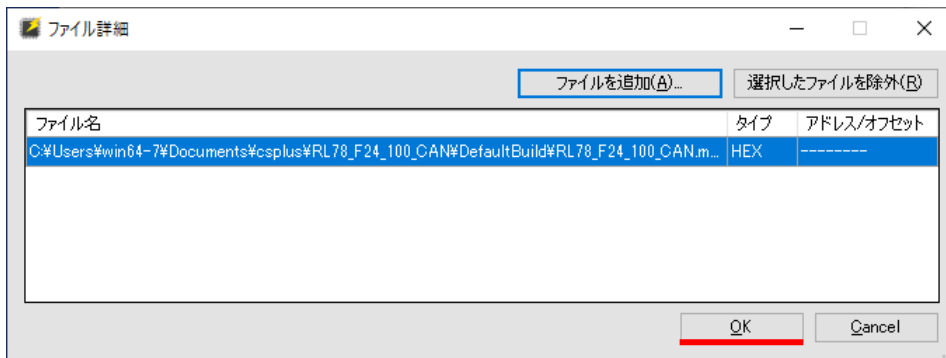 ファイル詳細
ファイルを追加(A)... 選択したファイルを除外(R)
ファイル名 タイプ アドレス/オフセット
C:¥Users¥win64-7¥Documents¥csplus¥RL78_F24_100_CAN¥DefaultBuild¥RL78_F24_100_CAN.m... HEX --------
OK Cancel